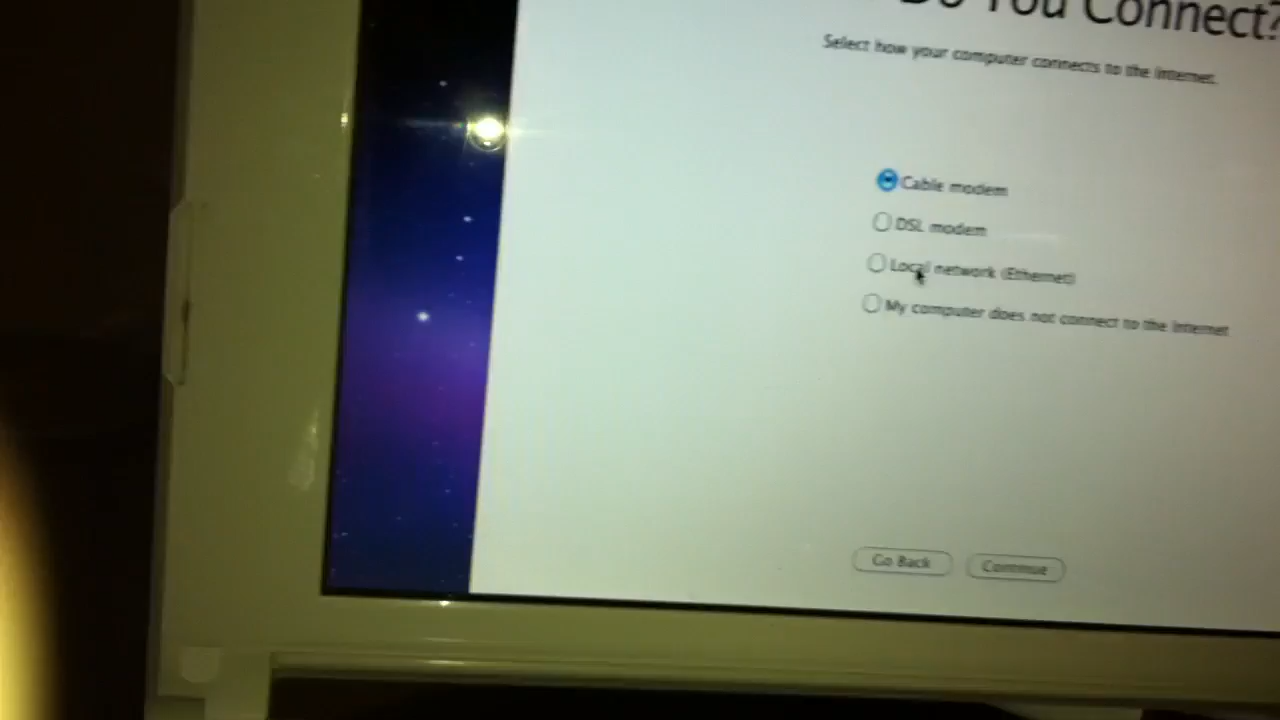 Do You Connect?
Select how your computer connects to the Internet.
Cable modem
DSL modem
Local network (Ethernet)
My computer does not connect to the Internet
Go Back
Continue